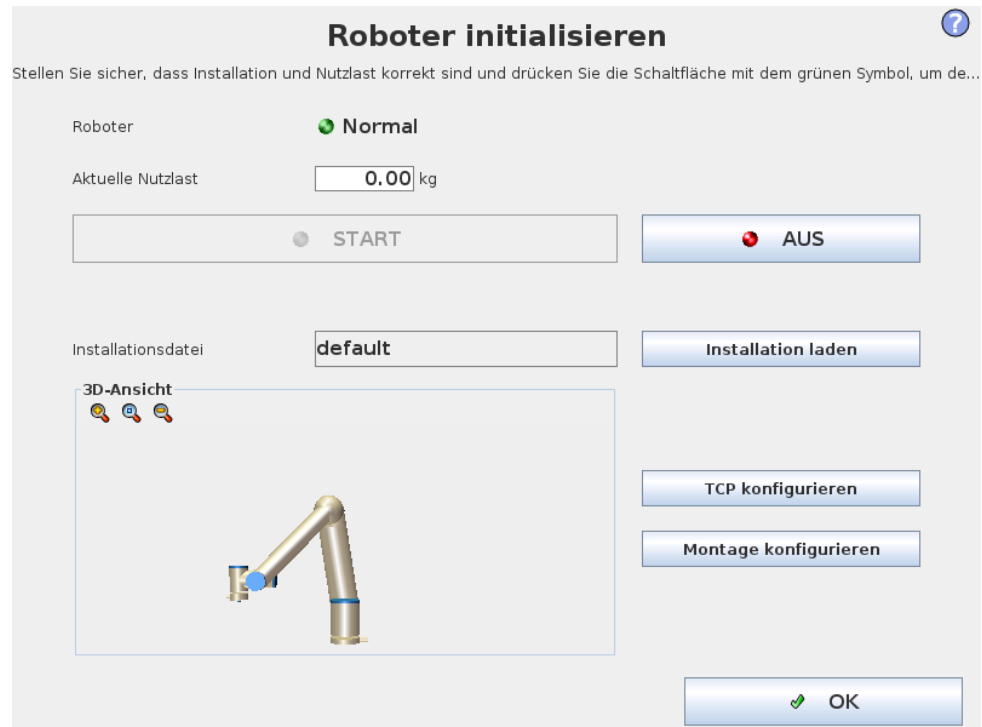 Roboter initialisieren
?
Stellen Sie sicher, dass Installation und Nutzlast korrekt sind und drücken Sie die Schaltfläche mit dem grünen Symbol, um de...
Roboter Normal
Aktuelle Nutzlast 0.00 kg
START AUS
Installationsdatei default Installation laden
3D-Ansicht
TCP konfigurieren
Montage konfigurieren
OK